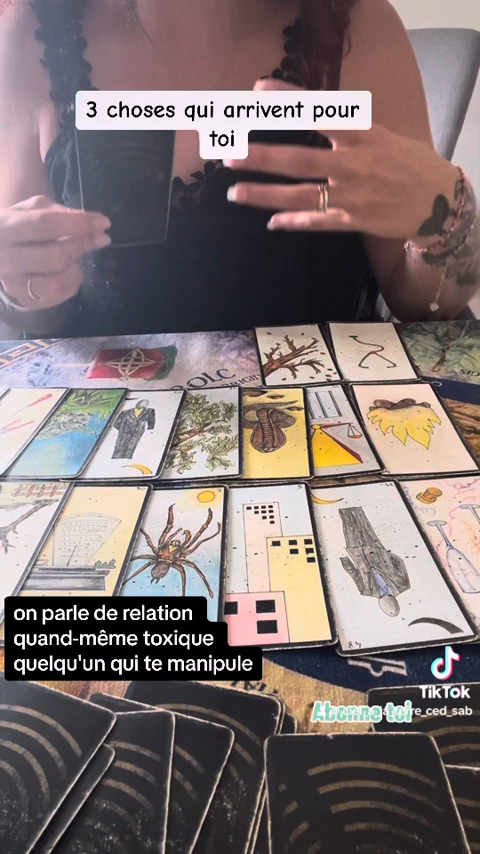 3 choses qui arrivent pour
toi
on parle de relation
quand-même toxique
quelqu'un qui te manipule
TikTok
Abonne toi
re_ced_sab